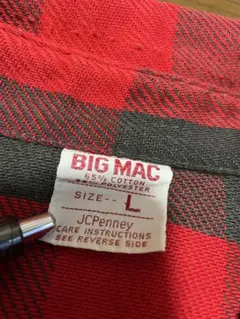 BIG MAC
65% COTTON
35% POLYESTER
SIZE-- L
JCPenney
CARE INSTRUCTIONS
SEE REVERSE SIDE